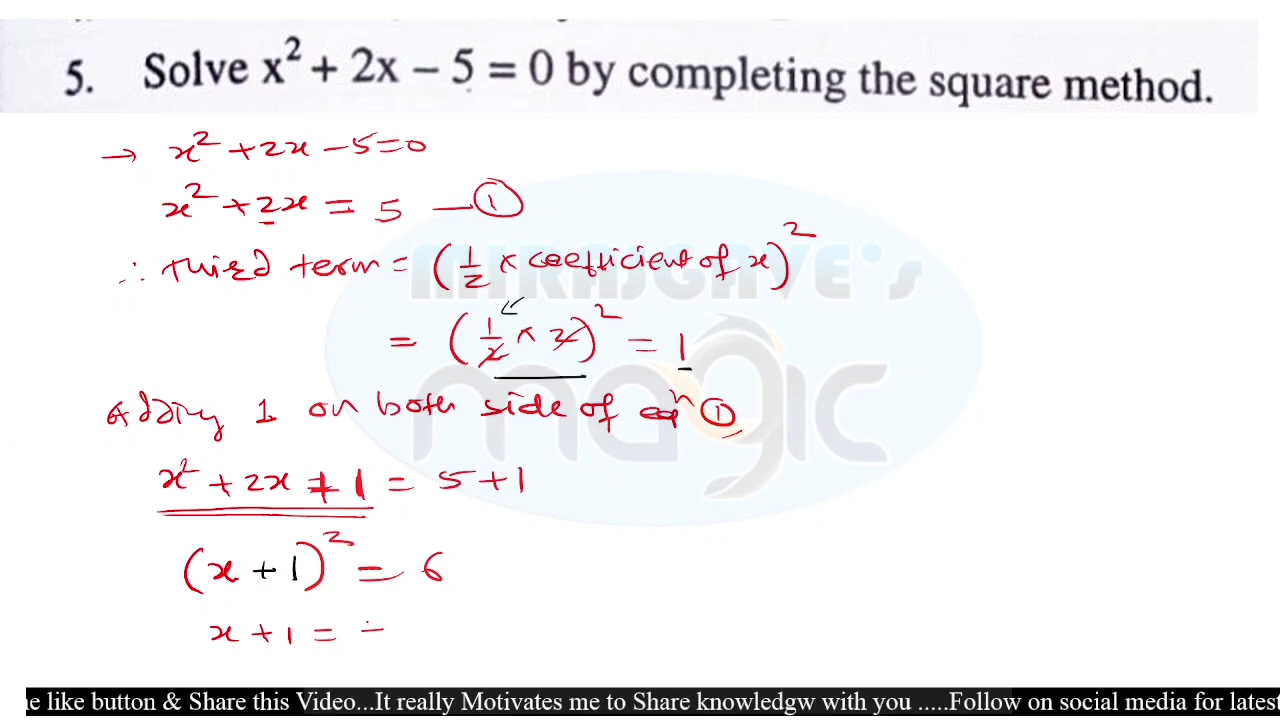 5. Solve x² + 2x – 5 = 0 by completing the square method.
→ x² + 2x – 5 = 0
x² + 2x = 5 — ①
∴ Third term = (1/2 × coefficient of x)²
= (1/2 × 2)² = 1
Adding 1 on both side of eqⁿ ①
x² + 2x + 1 = 5 + 1
(x + 1)² = 6
x + 1 =
MIRAJGAVE's
magic
e like button & Share this Video...It really Motivates me to Share knowledgw with you .....Follow on social media for latest